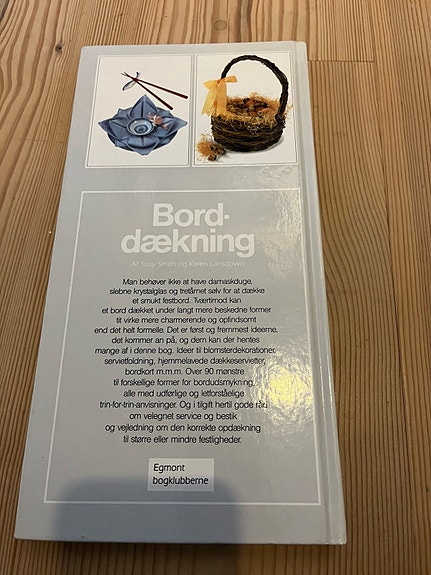 Bord-
dækning
Af Susy Smith og Karen Lansdown
Man behøver ikke at have damaskduge,
slebne krystalglas og tretårnet sølv for at dække
et smukt festbord. Tværtimod kan
et bord dækket under langt mere beskedne former
tit virke mere charmerende og opfindsomt
end det helt formelle. Det er først og fremmest ideerne,
det kommer an på, og dem kan der hentes
mange af i denne bog. Ideer til blomsterdekorationer,
servietfoldning, hjemmelavede dækkeservietter,
bordkort m.m.m. Over 90 mønstre
til forskellige former for bordudsmykning,
alle med udførlige og letforståelige
trin-for-trin-anvisninger. Og i tilgift hertil gode råd
om velegnet service og bestik
og vejledning om den korrekte opdækning
til større eller mindre festligheder.
Egmont
bogklubberne